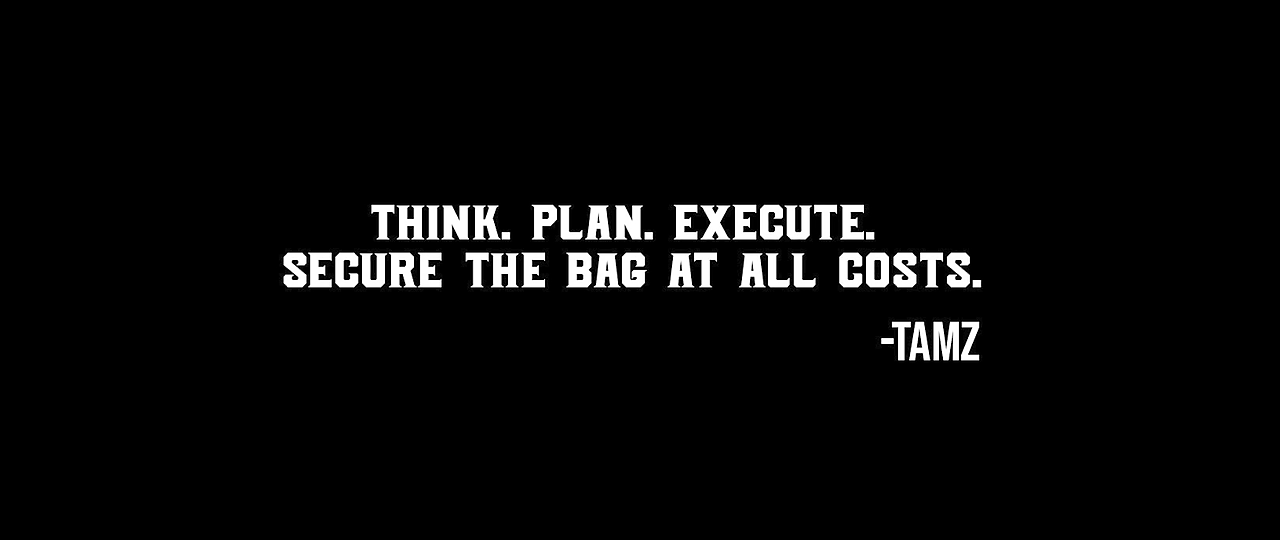 THINK. PLAN. EXECUTE.
SECURE THE BAG AT ALL COSTS.
-TAMZ